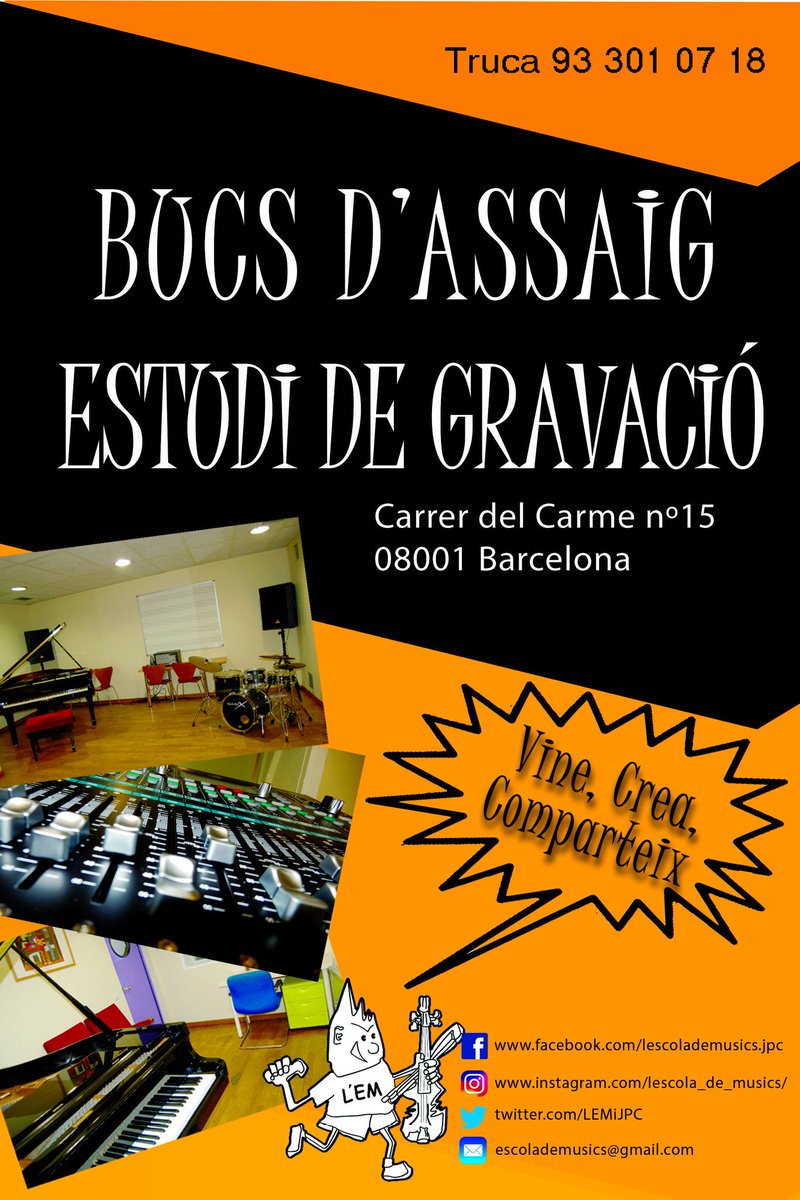 Truca 93 301 07 18
BUCS D'ASSAIG
ESTUDI DE GRAVACIÓ
Carrer del Carme nº15
08001 Barcelona
Vine, Crea,
Comparteix
L'EM
www.facebook.com/lescolademusics.jpc
www.instagram.com/lescola_de_musics/
twitter.com/LEMiJPC
escolademusics@gmail.com